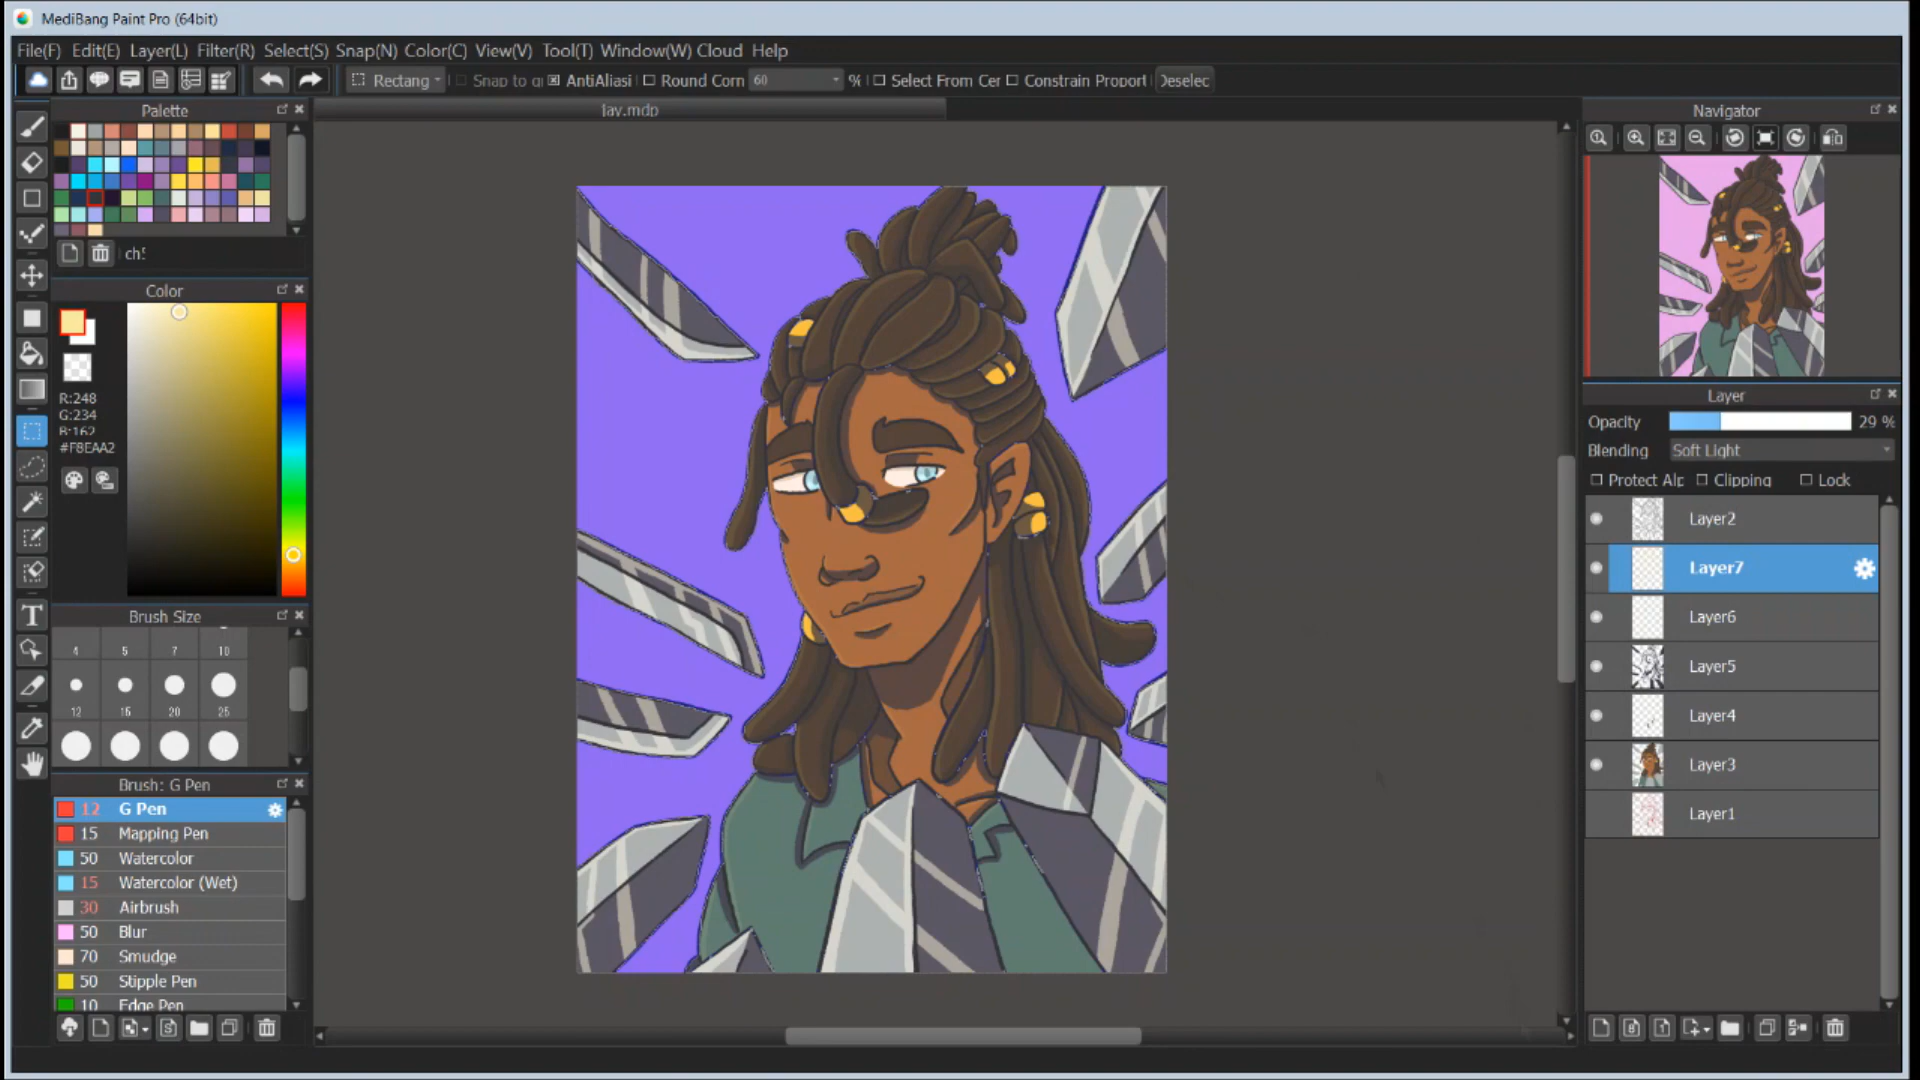 MediBang Paint Pro (64bit)
File(F) Edit(E) Layer(L) Filter(R) Select(S) Snap(N) Color(C) View(V) Tool(T) Window(W) Cloud Help
Rectang Snap to AntiAliasi Round Corn 60 % Select From Cer Constrain Proport Deselec
Palette
Color
R:248
G:234
B:162
#F8EAA2
Brush Size
4 5 7 10
12 15 20 25
Brush: G Pen
12 G Pen
15 Mapping Pen
50 Watercolor
15 Watercolor (Wet)
30 Airbrush
50 Blur
70 Smudge
50 Stipple Pen
10 Edge Pen
Navigator
Layer
Opacity 29 %
Blending Soft Light
Protect Alp Clipping Lock
Layer2
Layer7
Layer6
Layer5
Layer4
Layer3
Layer1